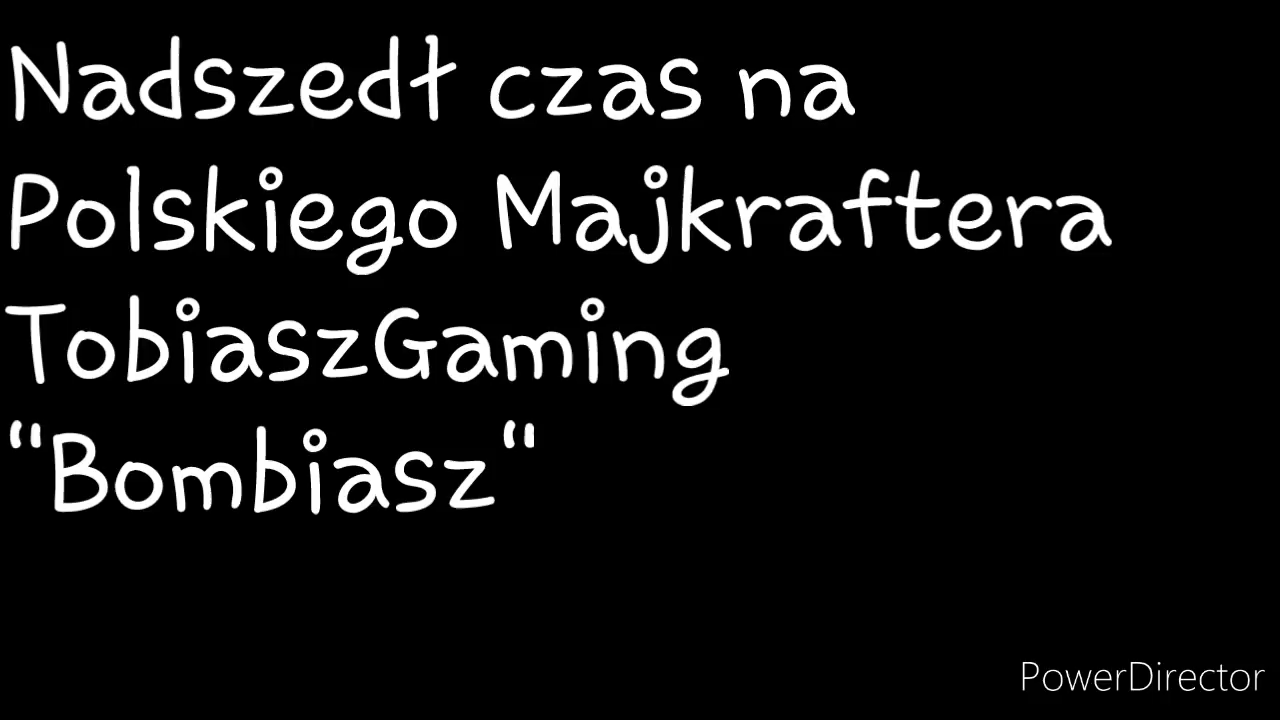 Nadszedł czas na
Polskiego Majkraftera
TobiaszGaming
“Bombiasz“
PowerDirector